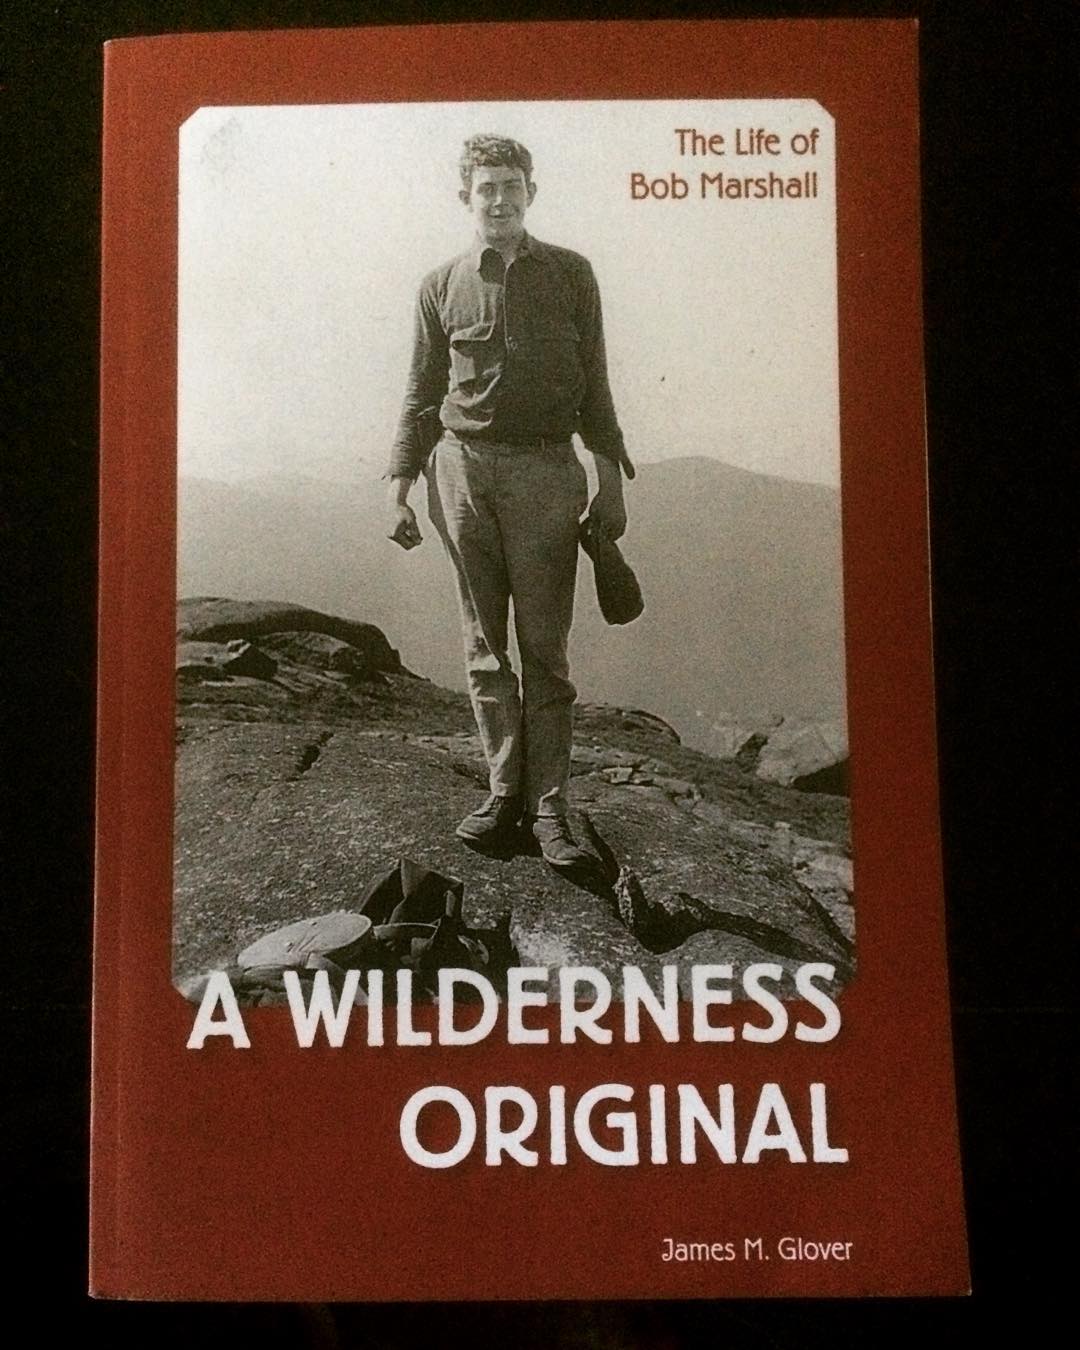 The Life of
Bob Marshall
A WILDERNESS
ORIGINAL
James M. Glover